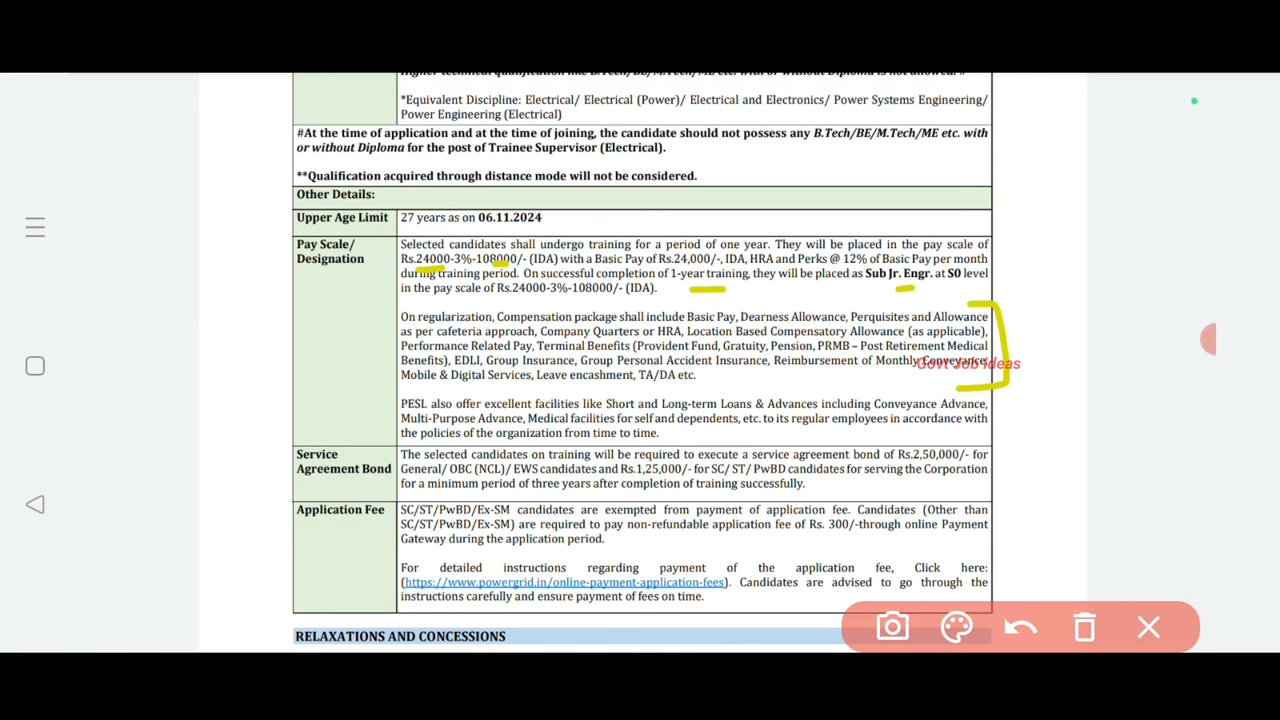 Higher technical qualification like B.Tech/BE/M.Tech/ME etc. with or without Diploma is not allowed. #
*Equivalent Discipline: Electrical/ Electrical (Power)/ Electrical and Electronics/ Power Systems Engineering/
Power Engineering (Electrical)
#At the time of application and at the time of joining, the candidate should not possess any B.Tech/BE/M.Tech/ME etc. with
or without Diploma for the post of Trainee Supervisor (Electrical).
**Qualification acquired through distance mode will not be considered.
Other Details:
Upper Age Limit
27 years as on 06.11.2024
Pay Scale/
Designation
Selected candidates shall undergo training for a period of one year. They will be placed in the pay scale of
Rs.24000-3%-108000/- (IDA) with a Basic Pay of Rs.24,000/-, IDA, HRA and Perks @ 12% of Basic Pay per month
during training period. On successful completion of 1-year training, they will be placed as Sub Jr. Engr. at S0 level
in the pay scale of Rs.24000-3%-108000/- (IDA).
On regularization, Compensation package shall include Basic Pay, Dearness Allowance, Perquisites and Allowance
as per cafeteria approach, Company Quarters or HRA, Location Based Compensatory Allowance (as applicable),
Performance Related Pay, Terminal Benefits (Provident Fund, Gratuity, Pension, PRMB – Post Retirement Medical
Benefits), EDLI, Group Insurance, Group Personal Accident Insurance, Reimbursement of Monthly Conveyance,
Govt Job Ideas
Mobile & Digital Services, Leave encashment, TA/DA etc.
PESL also offer excellent facilities like Short and Long-term Loans & Advances including Conveyance Advance,
Multi-Purpose Advance, Medical facilities for self and dependents, etc. to its regular employees in accordance with
the policies of the organization from time to time.
Service
Agreement Bond
The selected candidates on training will be required to execute a service agreement bond of Rs.2,50,000/- for
General/ OBC (NCL)/ EWS candidates and Rs.1,25,000/- for SC/ ST/ PwBD candidates for serving the Corporation
for a minimum period of three years after completion of training successfully.
Application Fee
SC/ST/PwBD/Ex-SM candidates are exempted from payment of application fee. Candidates (Other than
SC/ST/PwBD/Ex-SM) are required to pay non-refundable application fee of Rs. 300/-through online Payment
Gateway during the application period.
For detailed instructions regarding payment of the application fee, Click here:
(https://www.powergrid.in/online-payment-application-fees). Candidates are advised to go through the
instructions carefully and ensure payment of fees on time.
RELAXATIONS AND CONCESSIONS